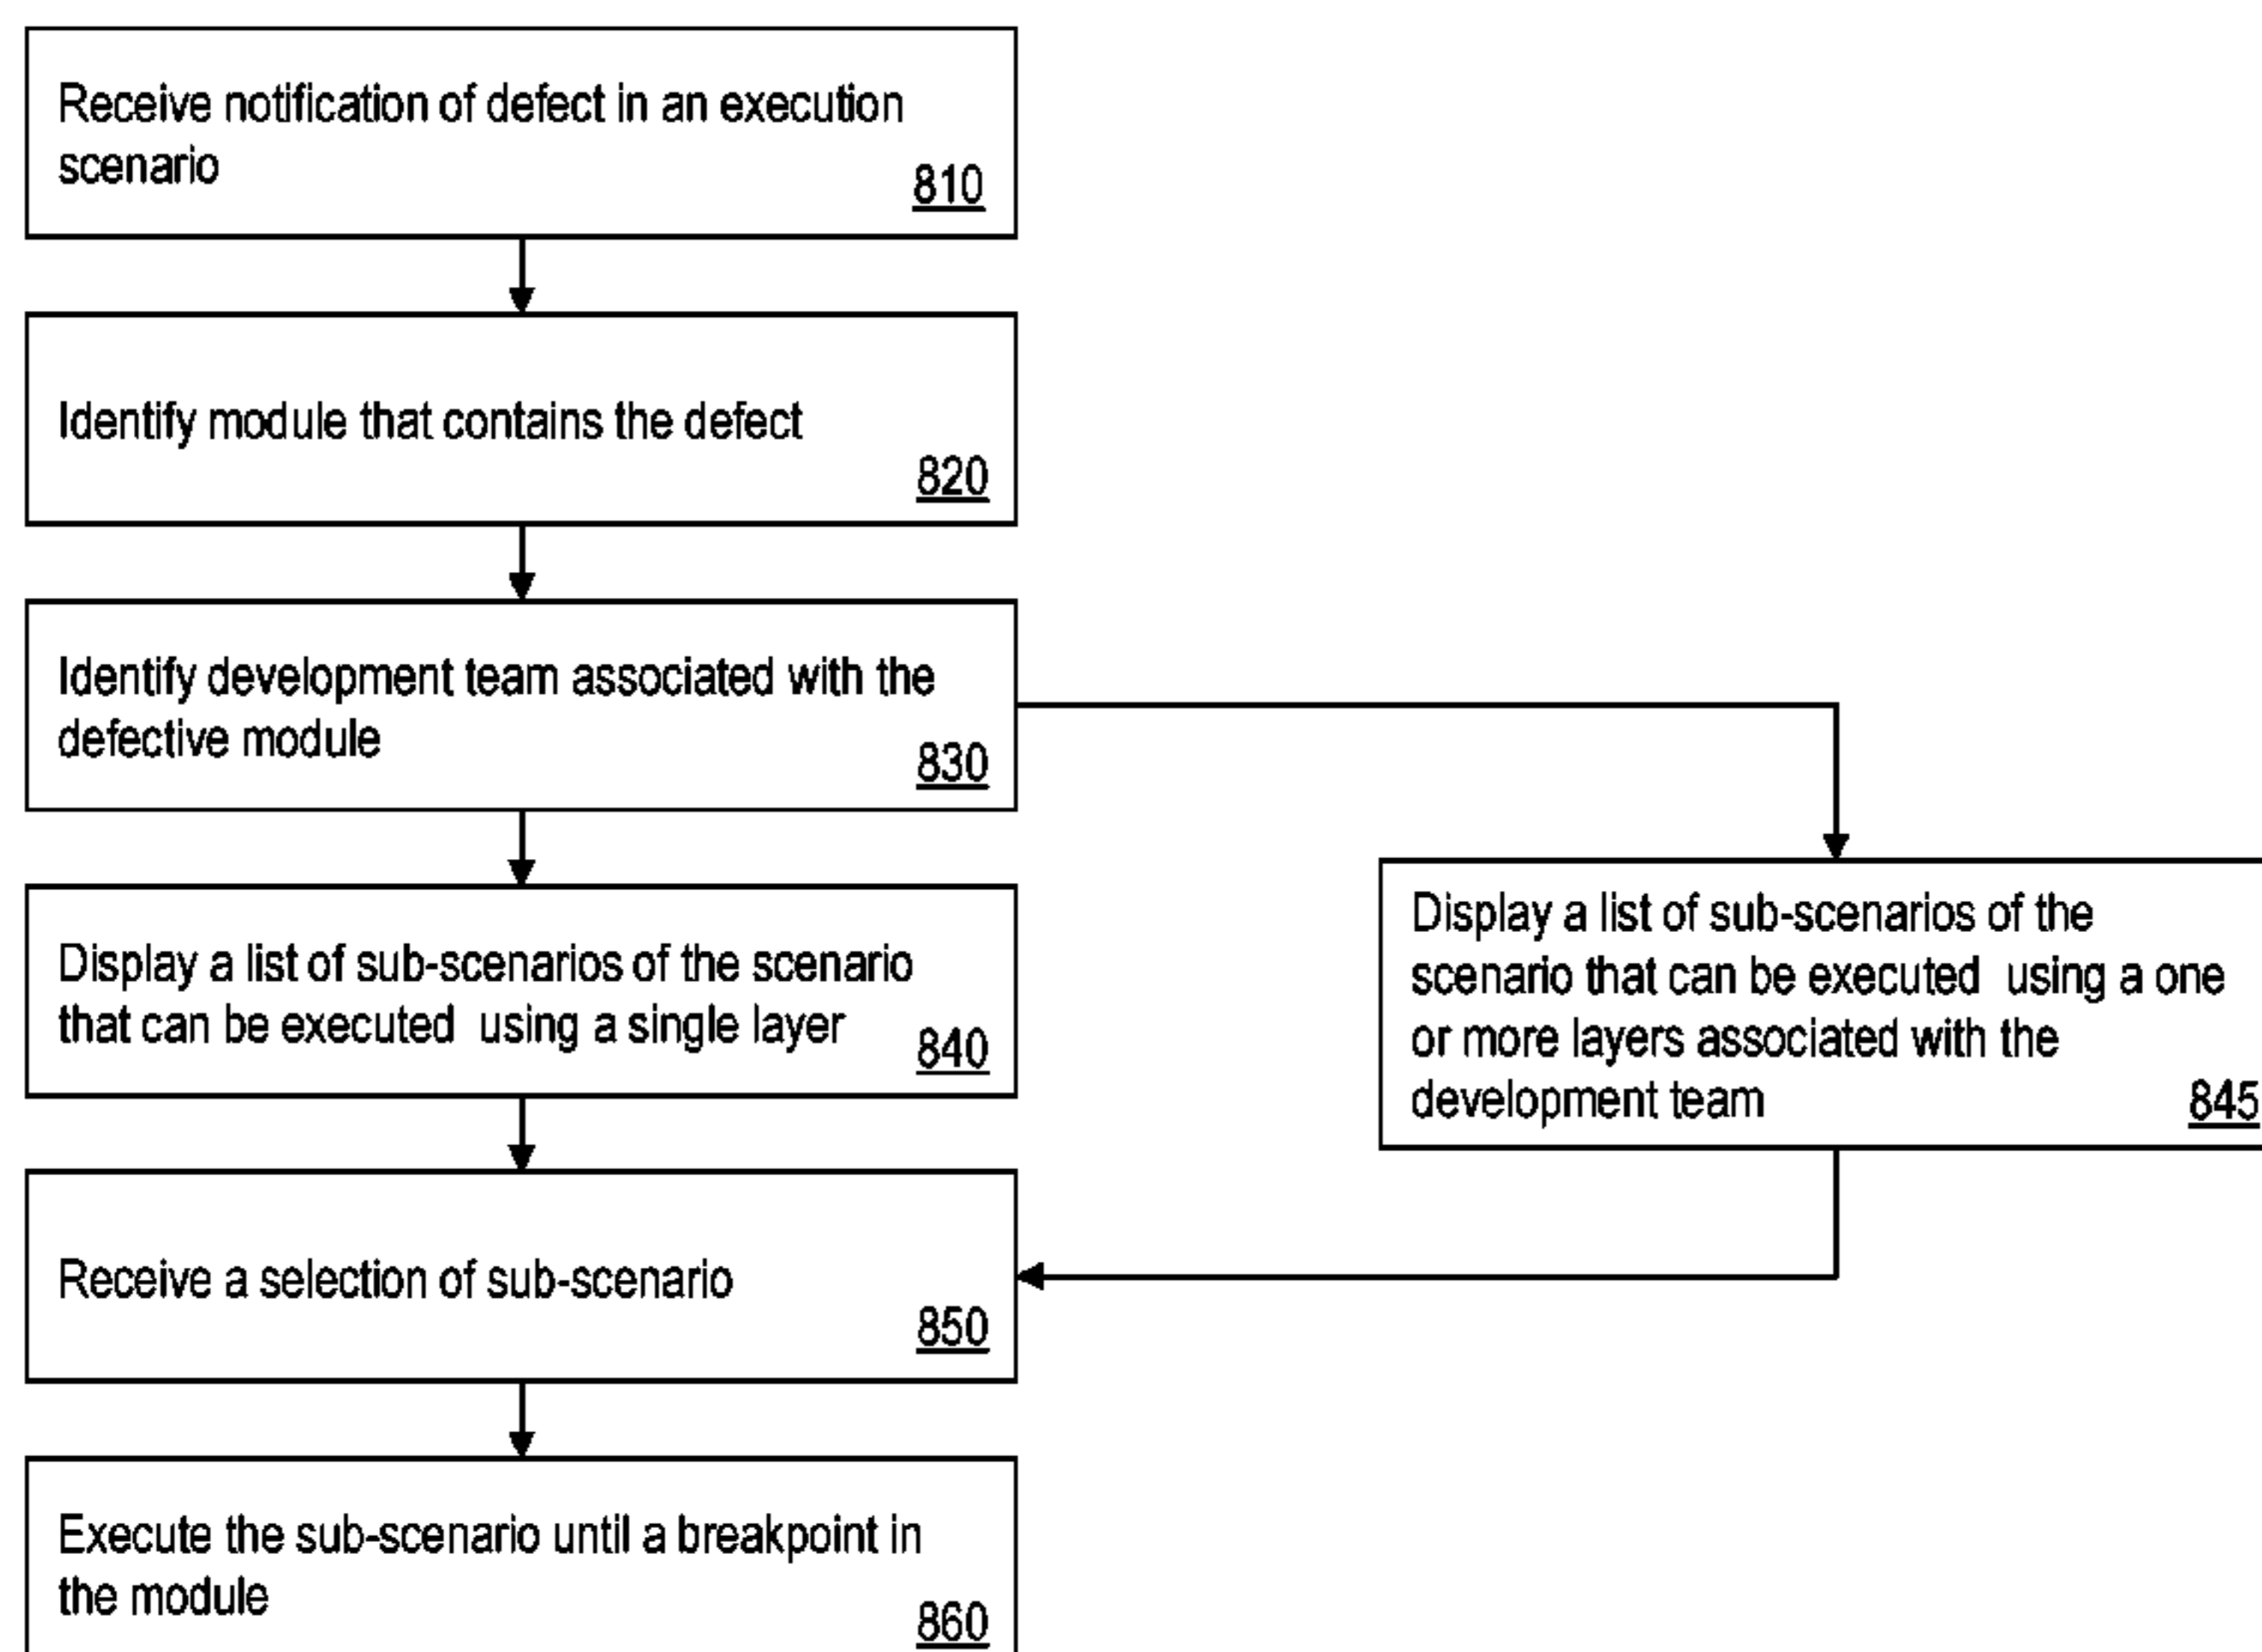 Receive notification of defect in an execution
scenario
810
Identify module that contains the defect
820
Identify development team associated with the
defective module
830
Display a list of sub-scenarios of the scenario
that can be executed using a single layer
840
Display a list of sub-scenarios of the
scenario that can be executed using a one
or more layers associated with the
development team
845
Receive a selection of sub-scenario
850
Execute the sub-scenario until a breakpoint in
the module
860